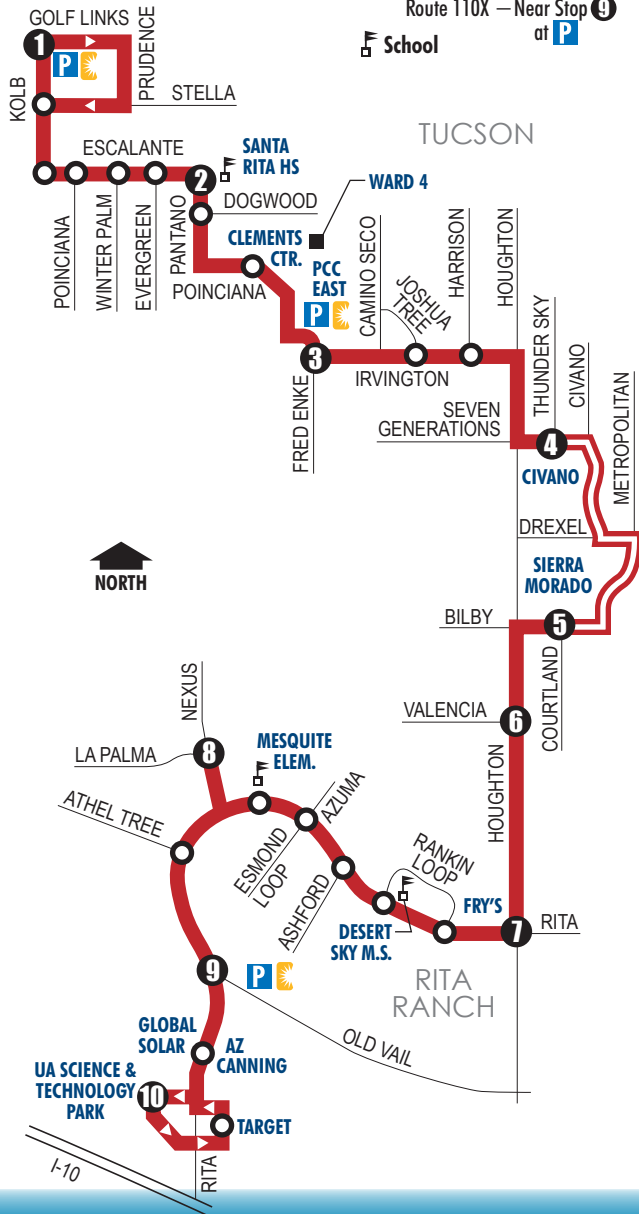 Route 110X – Near Stop 9
at P
School
GOLF LINKS
1
P
PRUDENCE
KOLB
STELLA
TUCSON
ESCALANTE
SANTA
RITA HS
2
WARD 4
DOGWOOD
POINCIANA
WINTER PALM
EVERGREEN
PANTANO
CLEMENTS
CTR.
POINCIANA
PCC
EAST
P
CAMINO SECO
JOSHUA
TREE
HARRISON
HOUGHTON
3
IRVINGTON
FRED ENKE
THUNDER SKY
CIVANO
METROPOLITAN
SEVEN
GENERATIONS
4
CIVANO
DREXEL
NORTH
SIERRA
MORADO
BILBY
5
COURTLAND
VALENCIA
6
NEXUS
LA PALMA
8
MESQUITE
ELEM.
HOUGHTON
ATHEL TREE
AZUMA
ESMOND
LOOP
ASHFORD
RANKIN
LOOP
FRY'S
DESERT
SKY M.S.
7
RITA
RITA
RANCH
9
P
OLD VAIL
GLOBAL
SOLAR
AZ
CANNING
UA SCIENCE &
TECHNOLOGY
PARK
10
TARGET
RITA
I-10